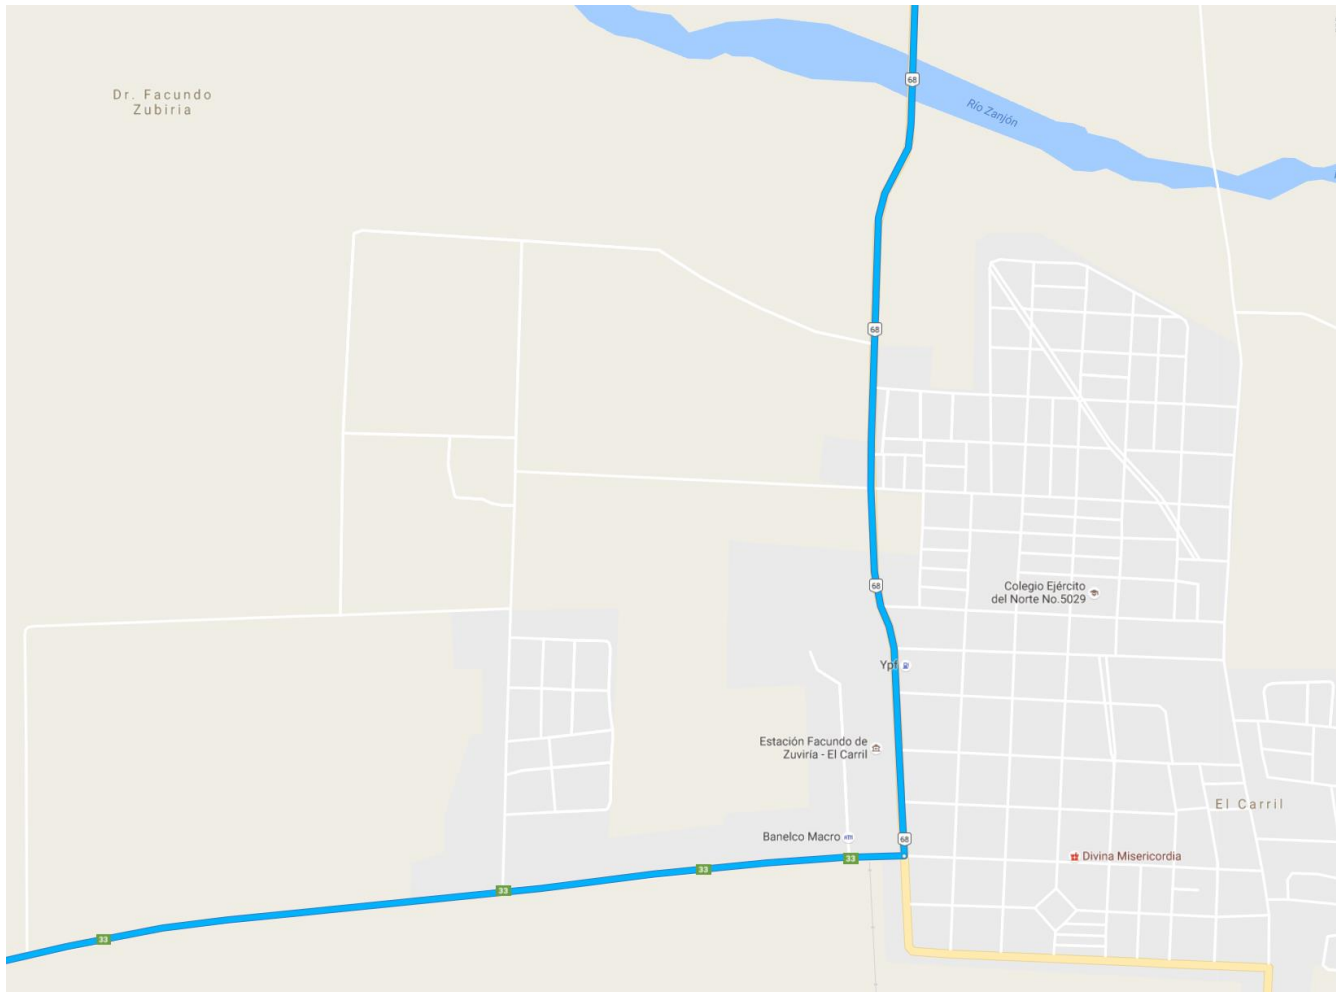 68
Río Zanjón
Dr. Facundo
Zubiria
68
68
Colegio Ejército
del Norte No.5029
Ypf
Estación Facundo de
Zuviría - El Carril
El Carril
Banelco Macro
68
33
Divina Misericordia
33
33
33